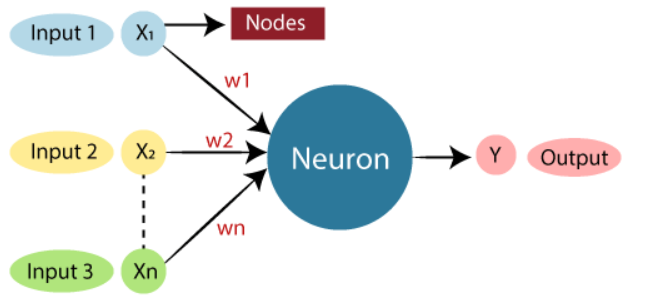 Input 1
X₁
Nodes
w1
Input 2
X₂
w2
Neuron
Y
Output
wn
Input 3
Xn